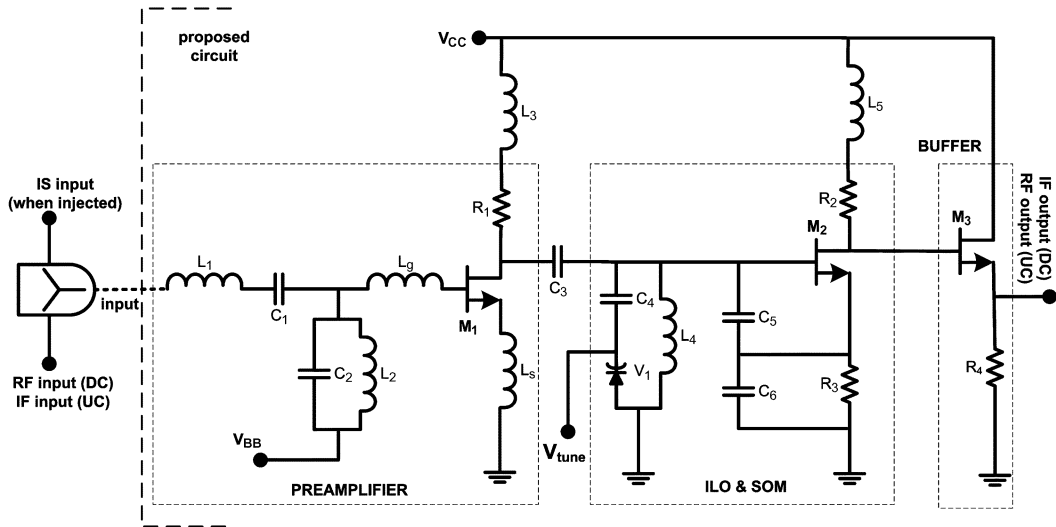 proposed
circuit
V_CC
L_3
L_5
BUFFER
IS input
(when injected)
R_1
R_2
M_2
M_3
IF output (DC)
RF output (UC)
L_1
L_g
C_1
C_3
input
M_1
C_4
L_4
C_5
C_2
L_2
L_s
V_1
C_6
R_3
R_4
RF input (DC)
IF input (UC)
V_BB
V_tune
PREAMPLIFIER
ILO & SOM